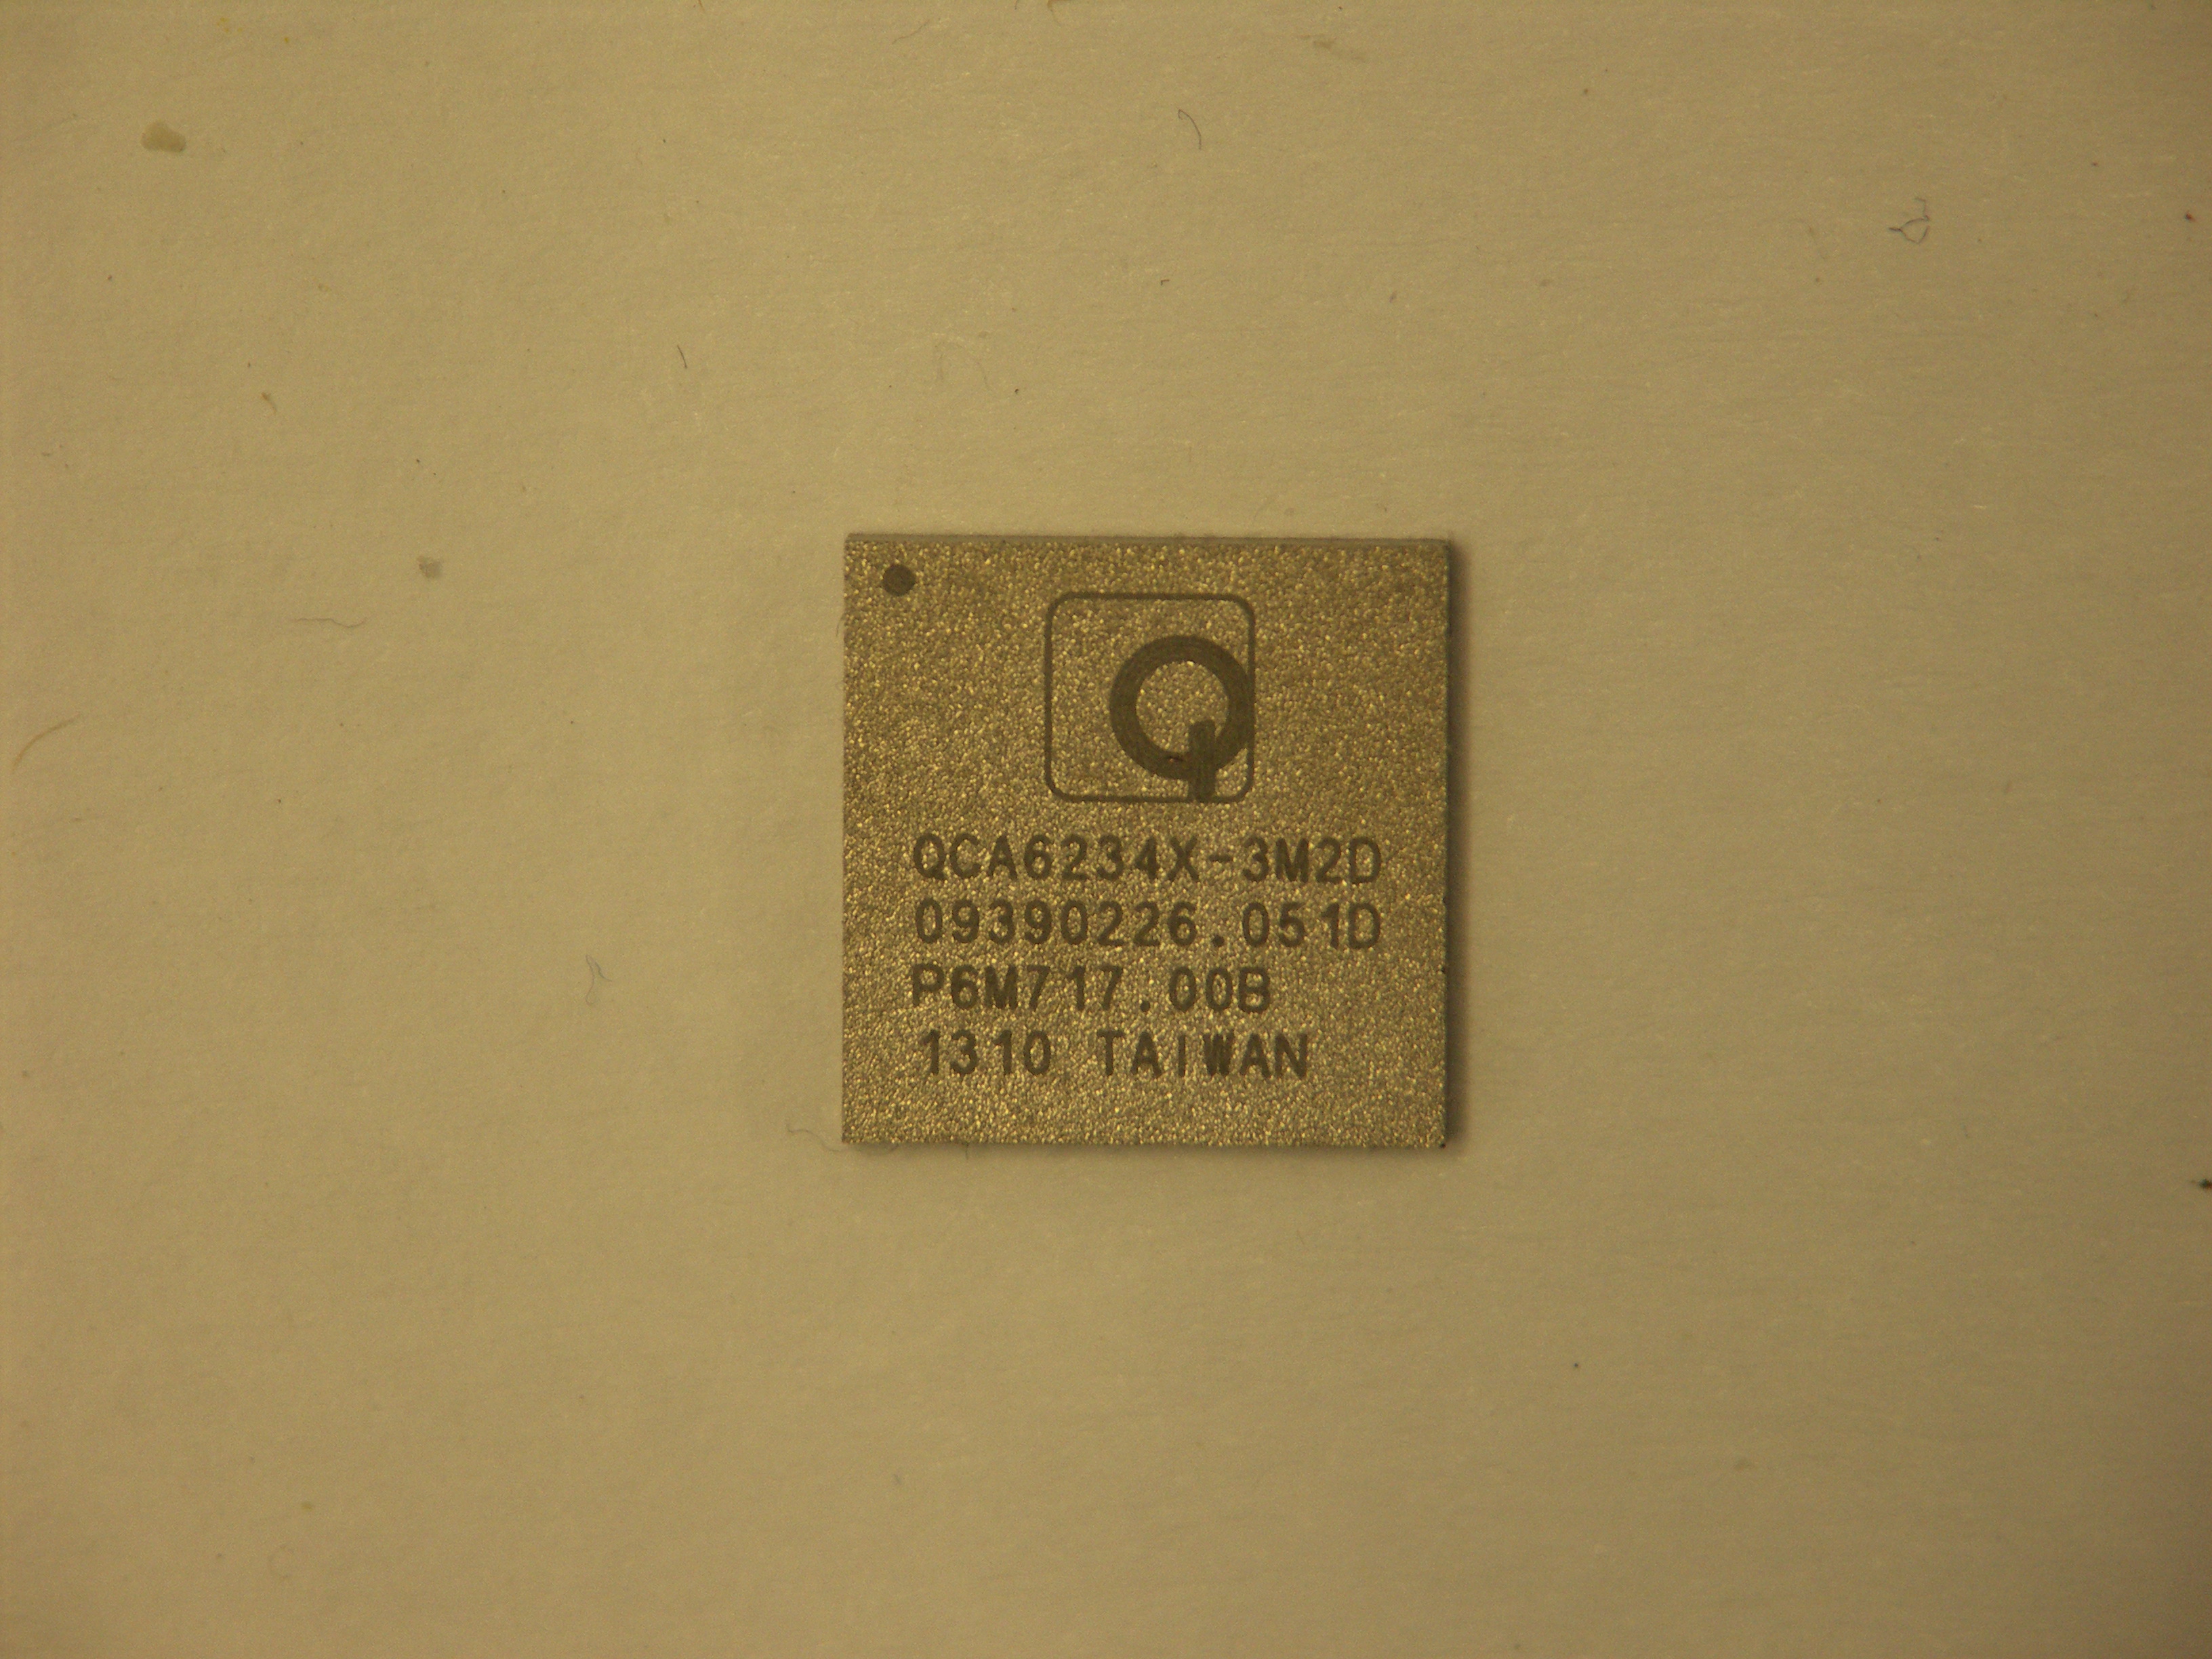 Q
QCA6234X-3M2D
09390226.051D
P6M717.00B
1310 TAIWAN